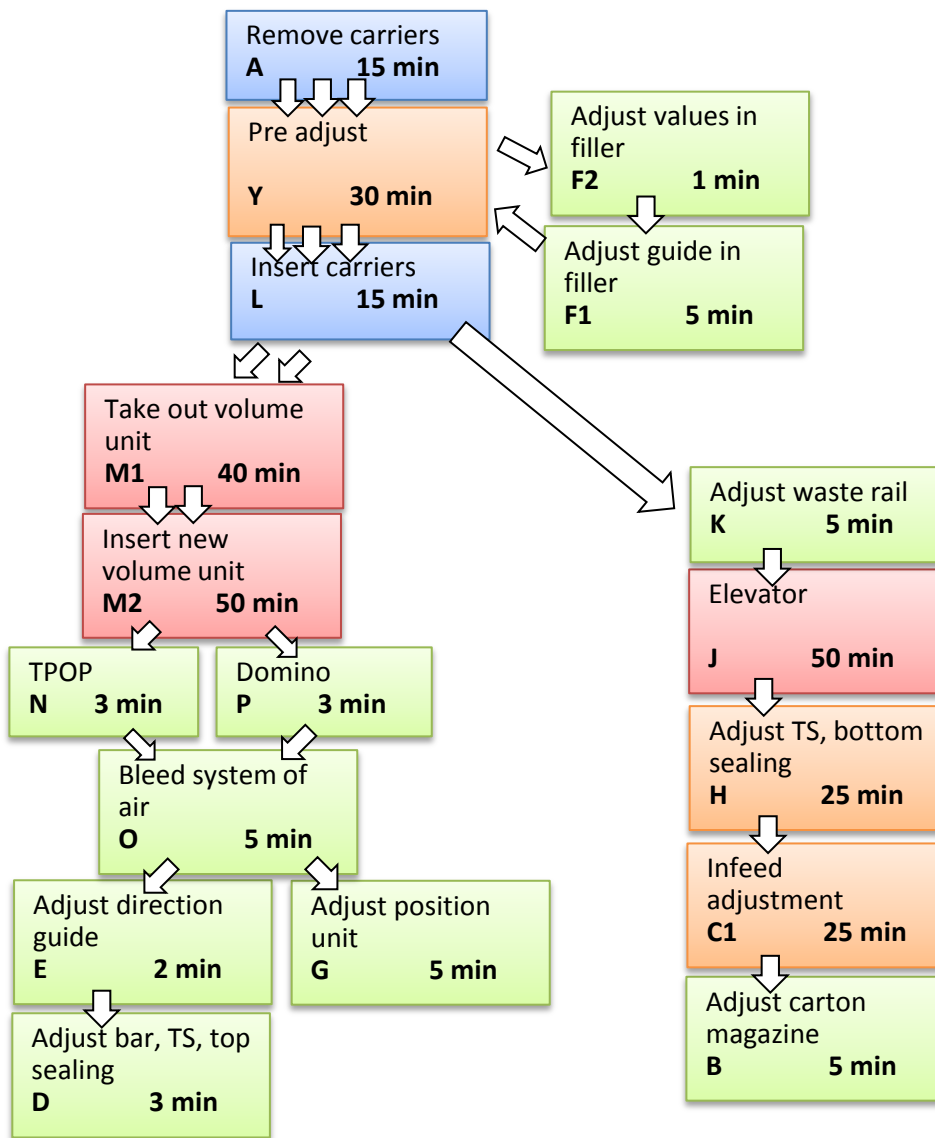 Remove carriers
A 15 min
Pre adjust
Y 30 min
Adjust values in
filler
F2 1 min
Adjust guide in
filler
F1 5 min
Insert carriers
L 15 min
Take out volume
unit
M1 40 min
Insert new
volume unit
M2 50 min
TPOP
N 3 min
Domino
P 3 min
Bleed system of
air
O 5 min
Adjust direction
guide
E 2 min
Adjust position
unit
G 5 min
Adjust bar, TS, top
sealing
D 3 min
Adjust waste rail
K 5 min
Elevator
J 50 min
Adjust TS, bottom
sealing
H 25 min
Infeed
adjustment
C1 25 min
Adjust carton
magazine
B 5 min